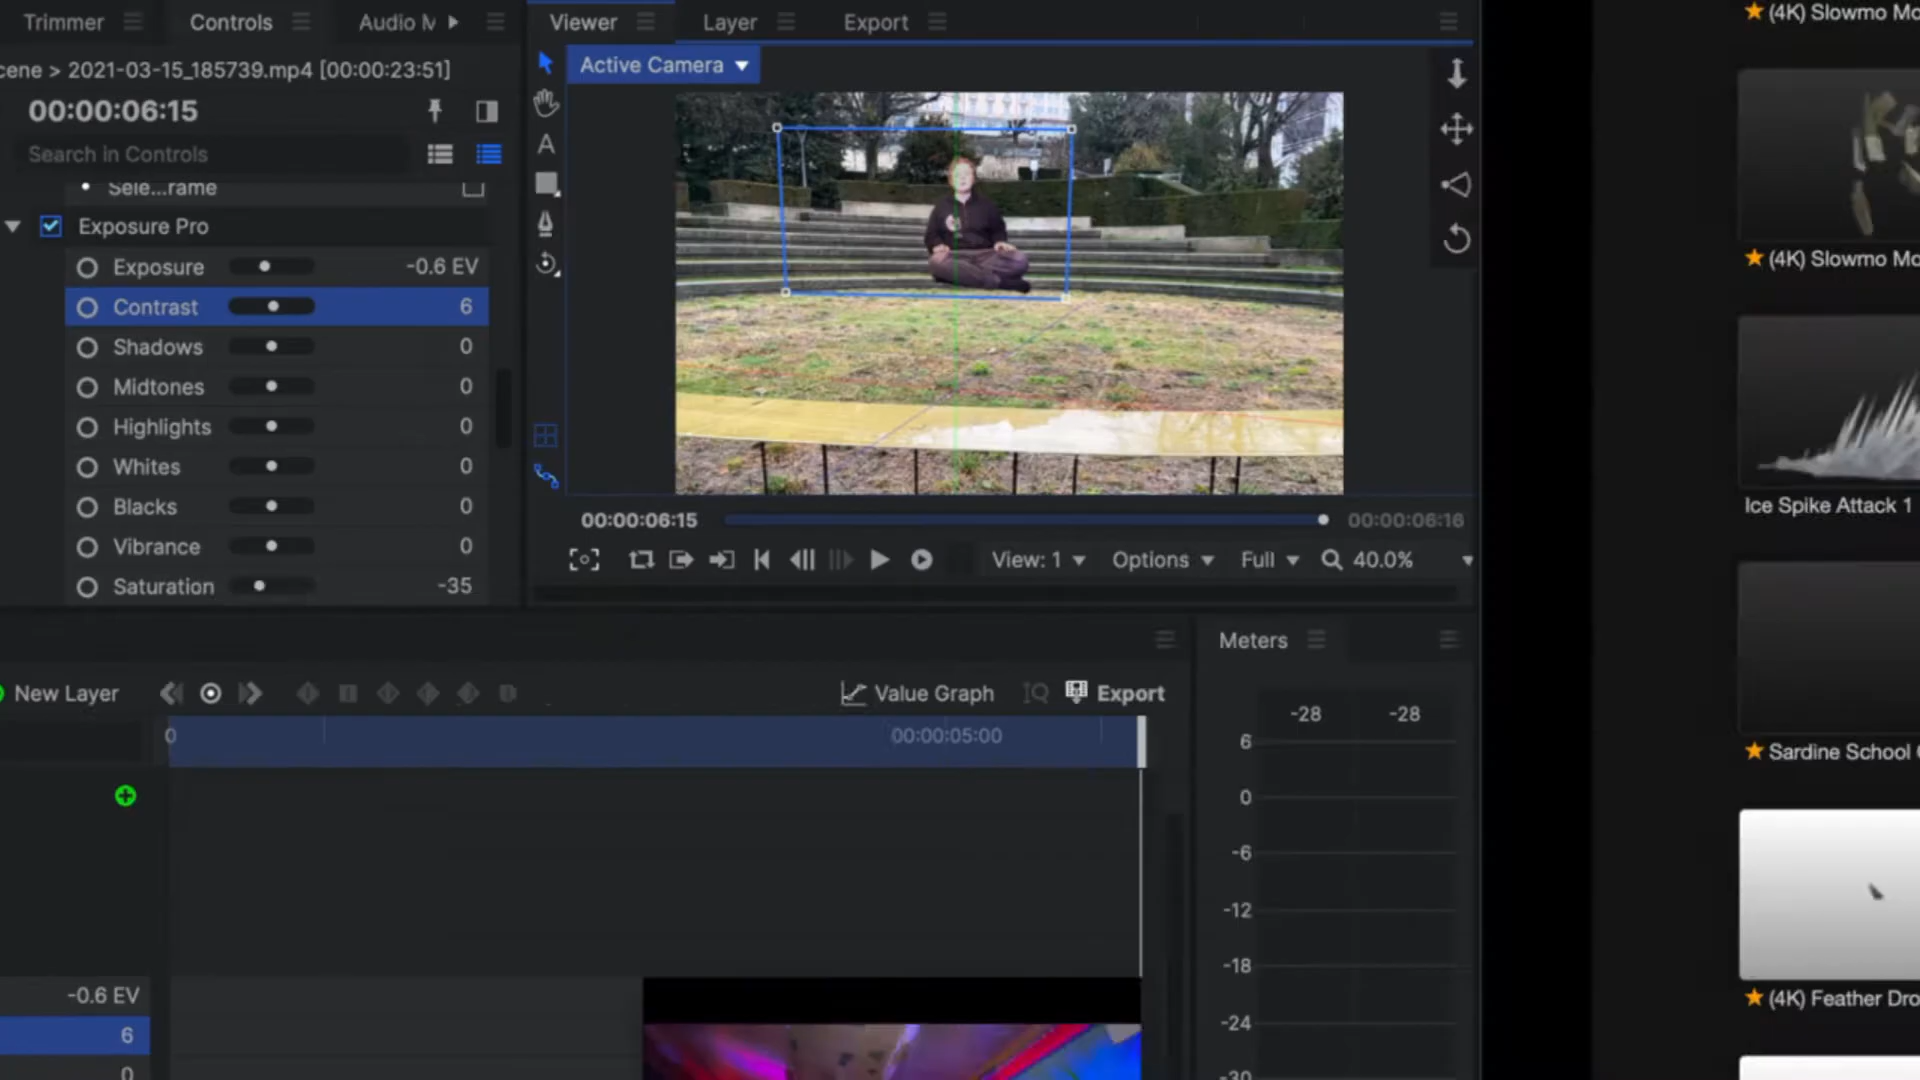 Trimmer
Controls
Audio M
Viewer
Layer
Export
cene > 2021-03-15_185739.mp4 [00:00:23:51]
Active Camera
00:00:06:15
Search in Controls
A
Sele...rame
Exposure Pro
Exposure -0.6 EV
Contrast 6
Shadows 0
Midtones 0
Highlights 0
Whites 0
Blacks 0
Vibrance 0
Saturation -35
00:00:06:15
00:00:06:16
View: 1
Options
Full
40.0%
New Layer
Value Graph
Export
0
00:00:05:00
-0.6 EV
6
0
Meters
-28 -28
6
0
-6
-12
-18
-24
-30
(4K) Slowmo Mo
(4K) Slowmo Mo
Ice Spike Attack 1
Sardine School
(4K) Feather Dro